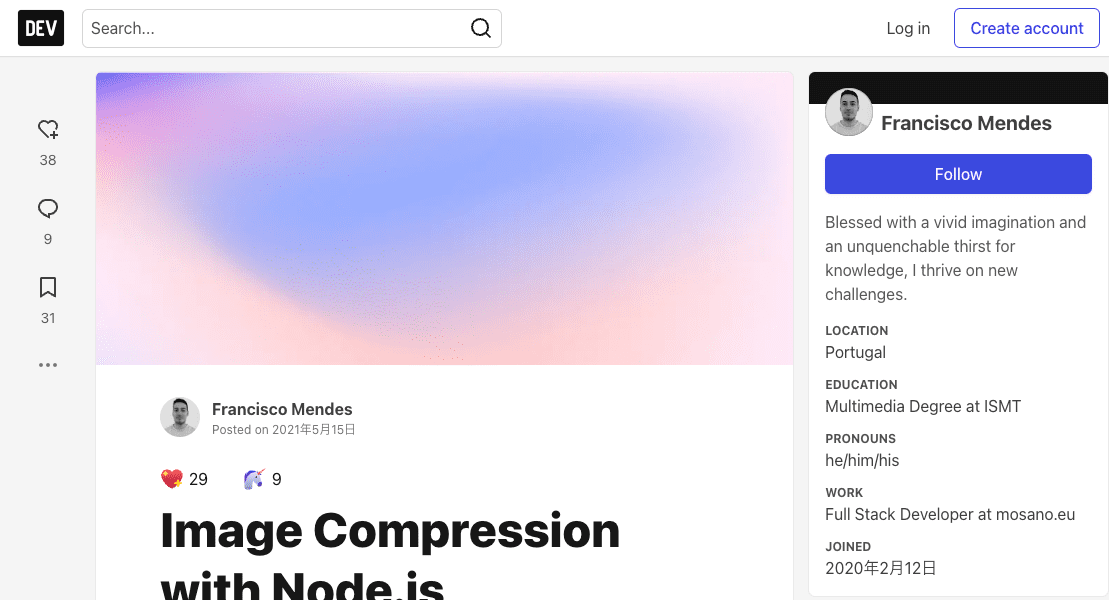 DEV
Search...
Log in
Create account
38
9
31
Francisco Mendes
Posted on 2021年5月15日
29
9
Image Compression
with Node.js
Francisco Mendes
Follow
Blessed with a vivid imagination and
an unquenchable thirst for
knowledge, I thrive on new
challenges.
LOCATION
Portugal
EDUCATION
Multimedia Degree at ISMT
PRONOUNS
he/him/his
WORK
Full Stack Developer at mosano.eu
JOINED
2020年2月12日